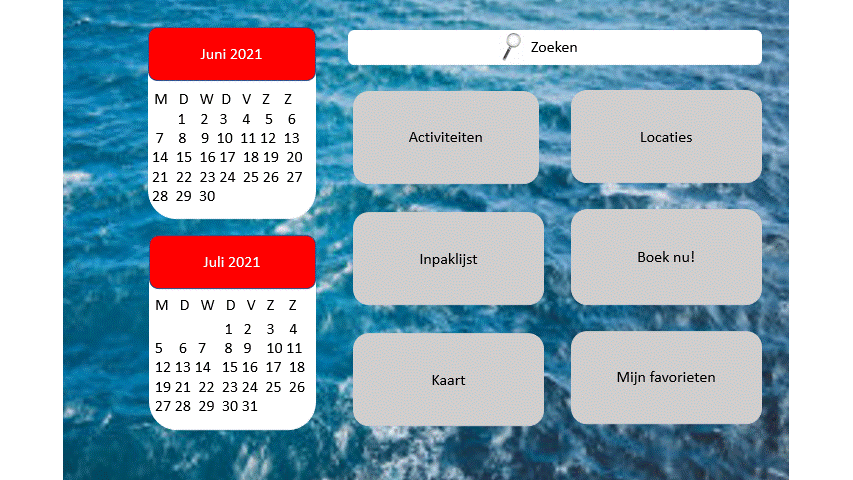 Juni 2021
M D W D V Z Z
1 2 3 4 5 6
7 8 9 10 11 12 13
14 15 16 17 18 19 20
21 22 23 24 25 26 27
28 29 30
Juli 2021
M D W D V Z Z
1 2 3 4
5 6 7 8 9 10 11
12 13 14 15 16 17 18
19 21 22 23 24 25 26
27 28 29 30 31
Zoeken
Activiteiten
Locaties
Inpaklijst
Boek nu!
Kaart
Mijn favorieten